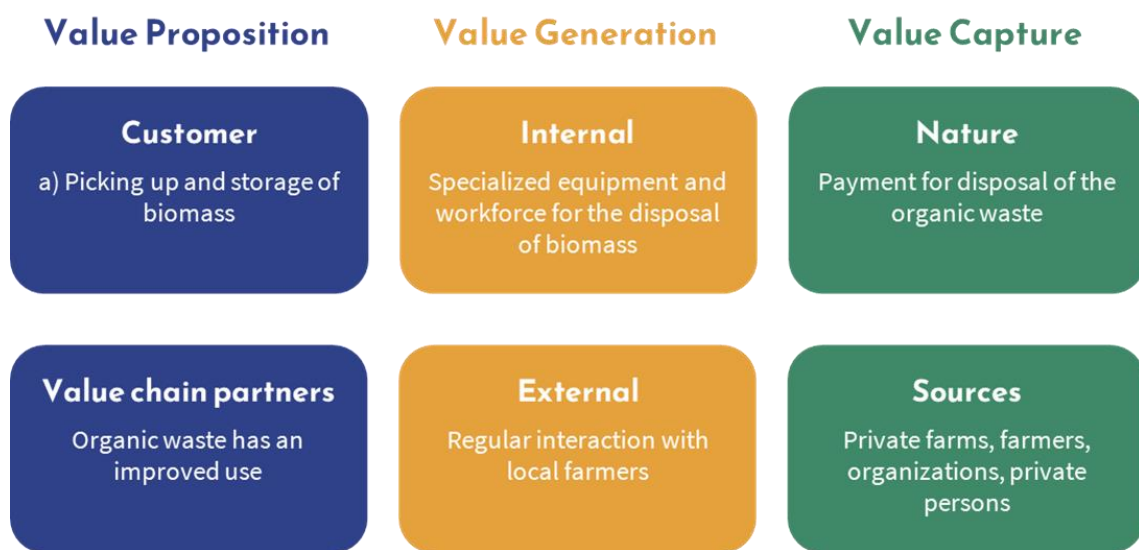 Value Proposition
Value Generation
Value Capture
Customer
a) Picking up and storage of
biomass
Internal
Specialized equipment and
workforce for the disposal
of biomass
Nature
Payment for disposal of the
organic waste
Value chain partners
Organic waste has an
improved use
External
Regular interaction with
local farmers
Sources
Private farms, farmers,
organizations, private
persons